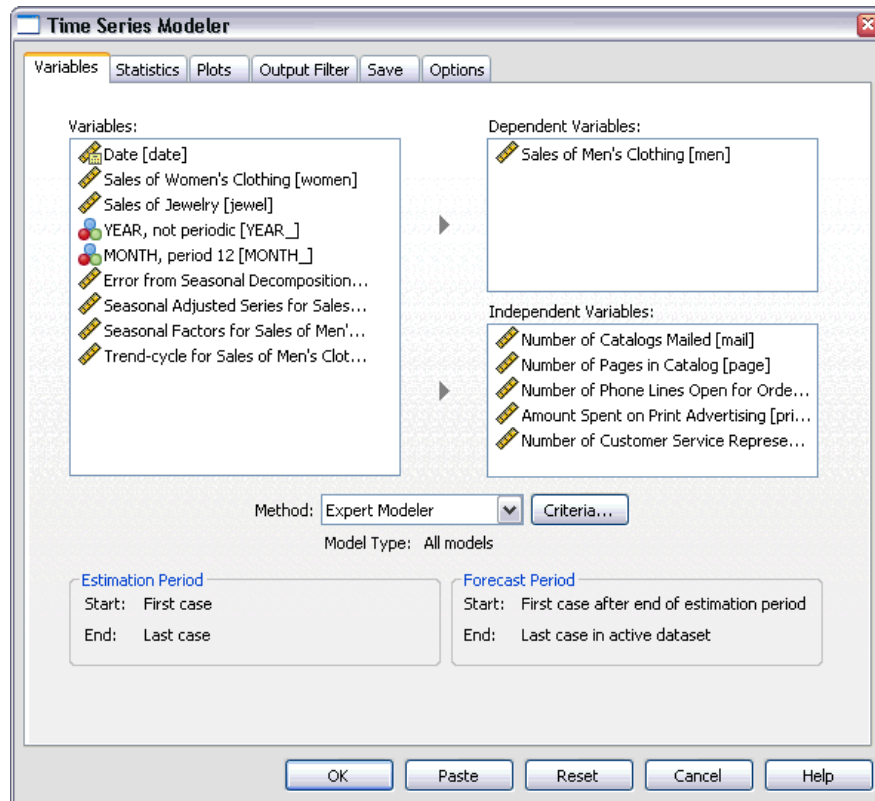 Time Series Modeler
Variables Statistics Plots Output Filter Save Options
Variables:
Date [date]
Sales of Women's Clothing [women]
Sales of Jewelry [jewel]
YEAR, not periodic [YEAR_]
MONTH, period 12 [MONTH_]
Error from Seasonal Decomposition...
Seasonal Adjusted Series for Sales...
Seasonal Factors for Sales of Men'...
Trend-cycle for Sales of Men's Clot...
Dependent Variables:
Sales of Men's Clothing [men]
Independent Variables:
Number of Catalogs Mailed [mail]
Number of Pages in Catalog [page]
Number of Phone Lines Open for Orde...
Amount Spent on Print Advertising [pri...
Number of Customer Service Represe...
Method: Expert Modeler Criteria...
Model Type: All models
Estimation Period
Start: First case
End: Last case
Forecast Period
Start: First case after end of estimation period
End: Last case in active dataset
OK Paste Reset Cancel Help